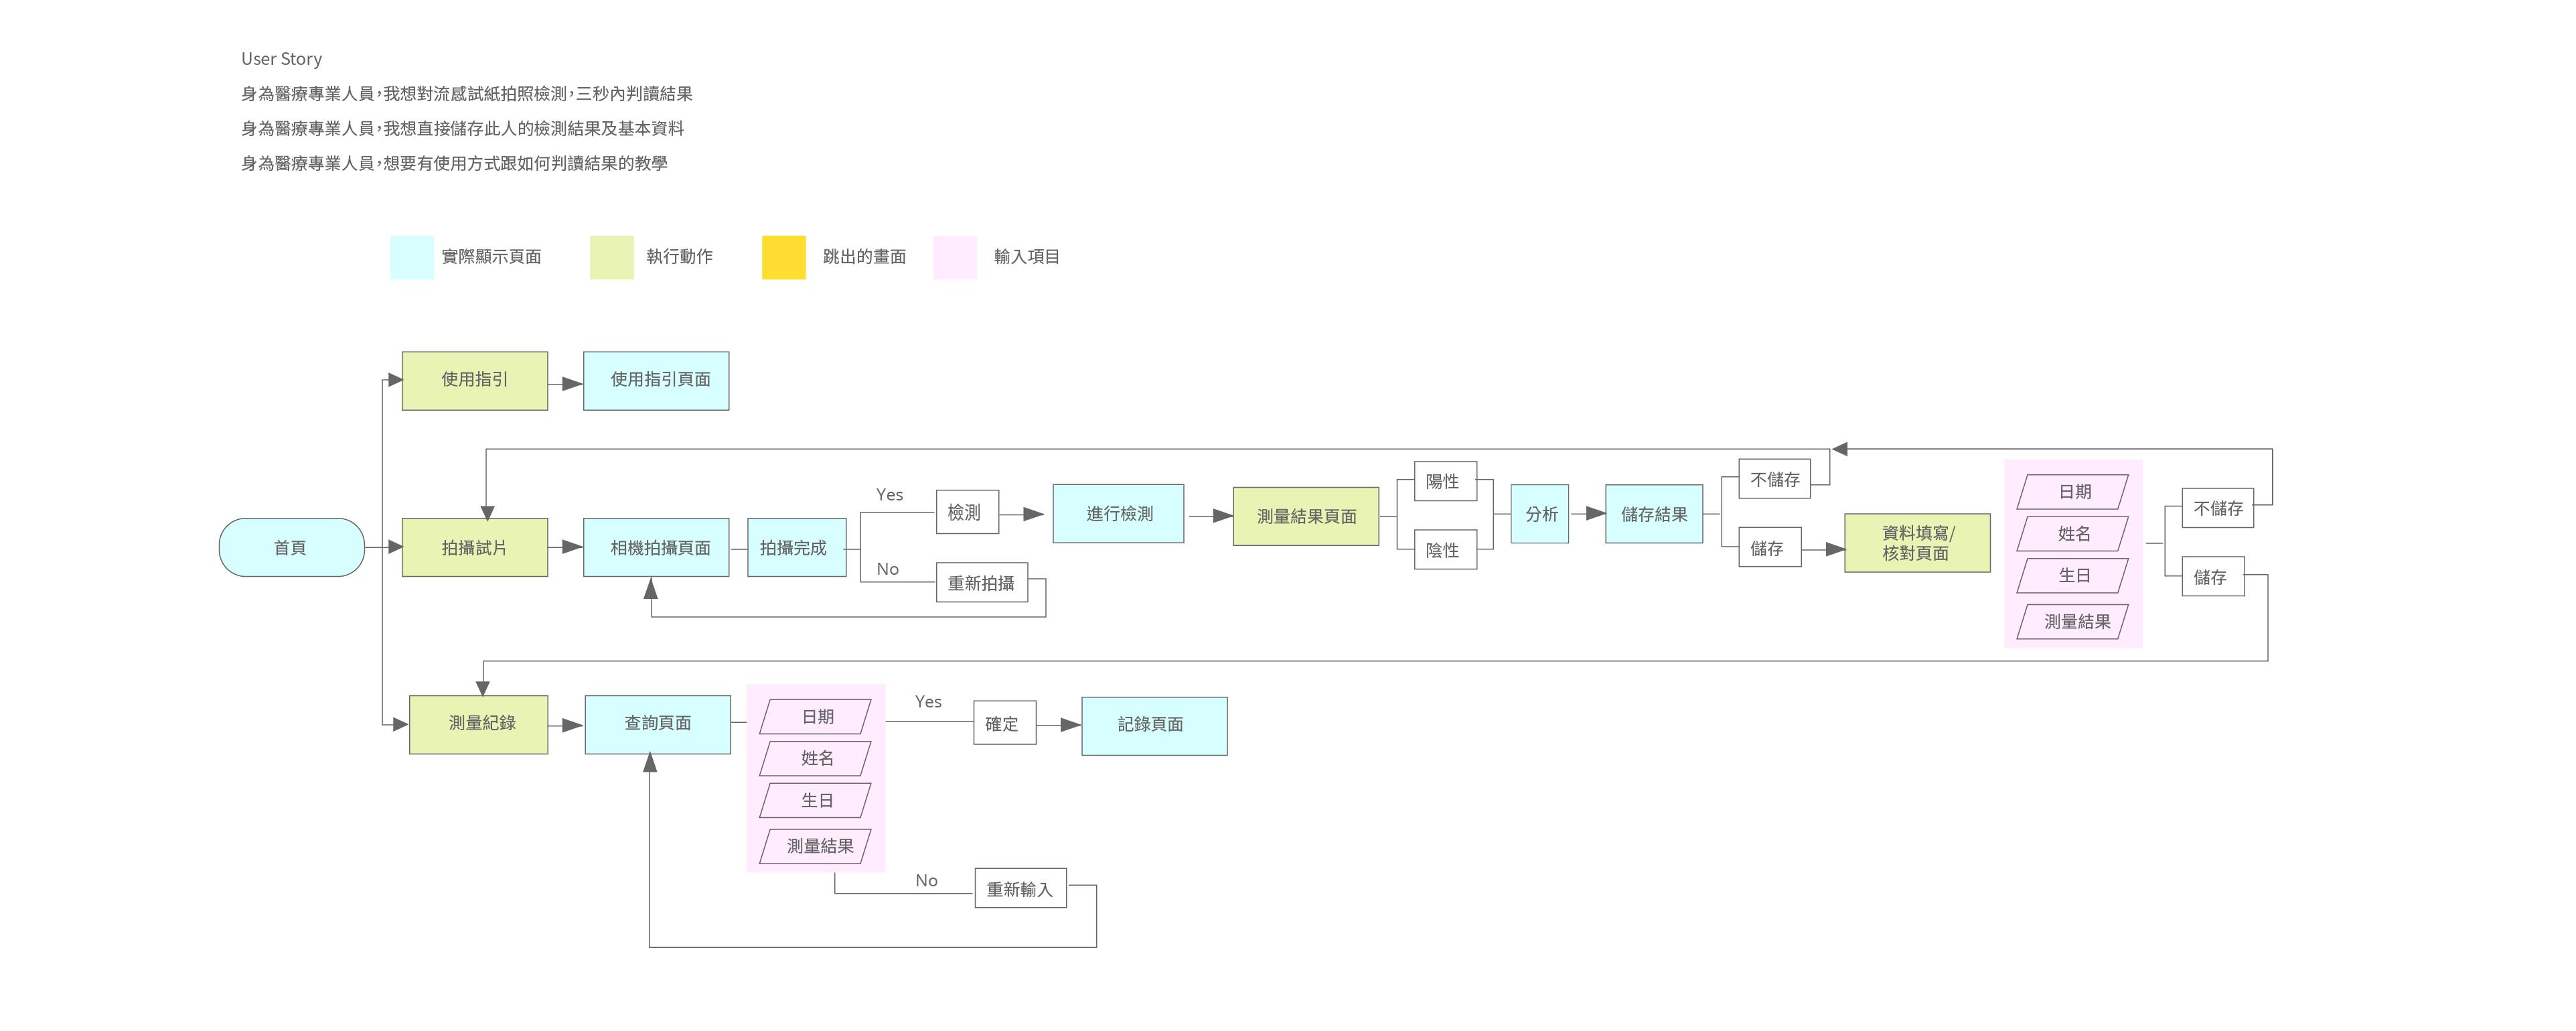 User Story
身為醫療專業人員，我想對流感試紙拍照檢測，三秒內判讀結果
身為醫療專業人員，我想直接儲存此人的檢測結果及基本資料
身為醫療專業人員，想要有使用方式跟如何判讀結果的教學
實際顯示頁面
執行動作
跳出的畫面
輸入項目
使用指引
使用指引頁面
首頁
拍攝試片
相機拍攝頁面
拍攝完成
Yes
檢測
No
重新拍攝
進行檢測
測量結果頁面
陽性
陰性
分析
儲存結果
不儲存
儲存
資料填寫/
核對頁面
日期
姓名
生日
測量結果
不儲存
儲存
測量紀錄
查詢頁面
日期
姓名
生日
測量結果
Yes
確定
記錄頁面
No
重新輸入